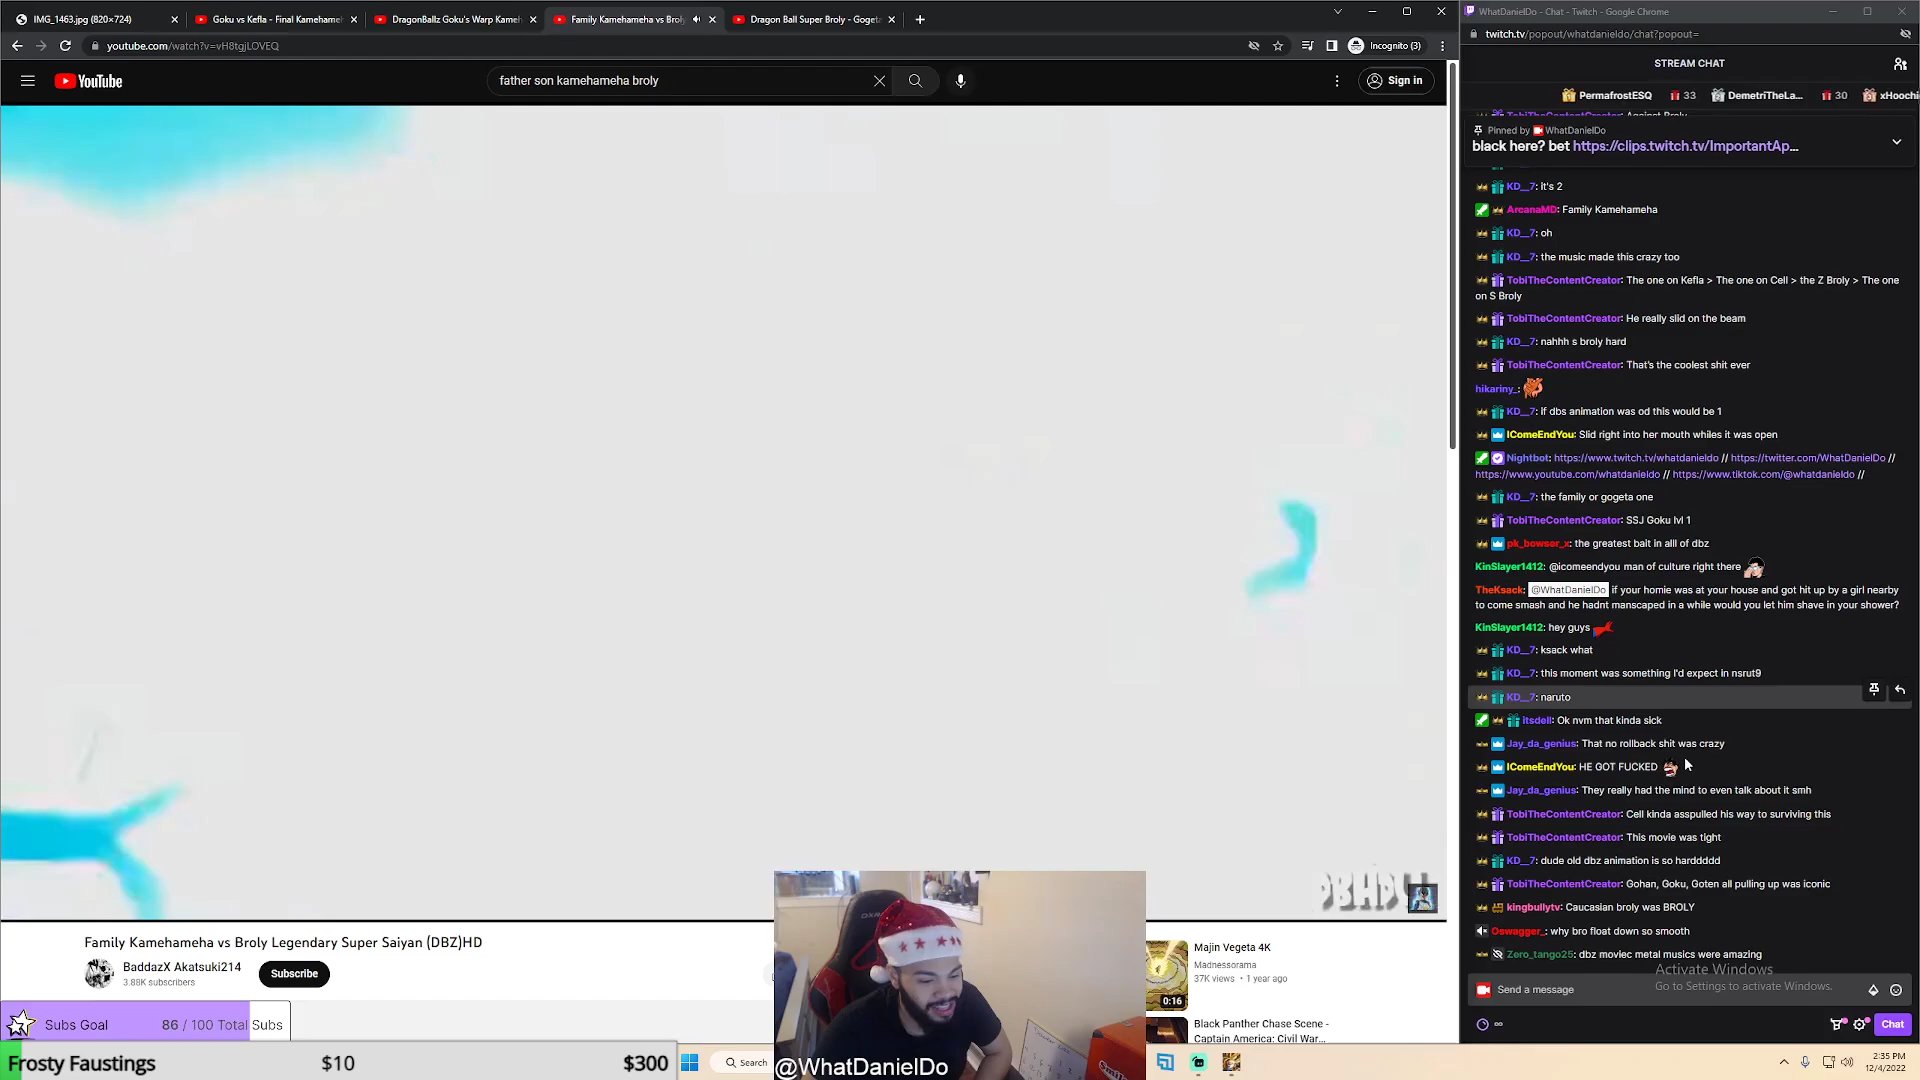 IMG_1463.jpg (820×724)
Goku vs Kefla - Final Kamehame
DragonBallz Goku's Warp Kameh
Family Kamehameha vs Broly
Dragon Ball Super Broly - Goget
WhatDanielDo - Chat - Twitch - Google Chrome
youtube.com/watch?v=vH8tgjLOVEQ
Incognito (3)
twitch.tv/popout/whatdanieldo/chat?popout=
YouTube
father son kamehameha broly
Sign in
STREAM CHAT
PermafrostESQ 33 DemetriTheLa... 30 xHoochi
TobiTheContentCreator: Against Broly
Pinned by WhatDanielDo
black here? bet https://clips.twitch.tv/ImportantAp...
KD__7: it's 2
ArcanaMD: Family Kamehameha
KD__7: oh
KD__7: the music made this crazy too
TobiTheContentCreator: The one on Kefla > The one on Cell > the Z Broly > The one
on S Broly
TobiTheContentCreator: He really slid on the beam
KD__7: nahhh s broly hard
TobiTheContentCreator: That's the coolest shit ever
hikariny_:
KD__7: if dbs animation was od this would be 1
IComeEndYou: Slid right into her mouth whiles it was open
Nightbot: https://www.twitch.tv/whatdanieldo // https://twitter.com/WhatDanielDo //
https://www.youtube.com/whatdanieldo // https://www.tiktok.com/@whatdanieldo //
KD__7: the family or gogeta one
TobiTheContentCreator: SSJ Goku lvl 1
pk_bowser_x: the greatest bait in alll of dbz
KinSlayer1412: @icomeendyou man of culture right there
TheKsack: @WhatDanielDo if your homie was at your house and got hit up by a girl nearby
to come smash and he hadnt manscaped in a while would you let him shave in your shower?
KinSlayer1412: hey guys
KD__7: ksack what
KD__7: this moment was something I'd expect in nsrut9
KD__7: naruto
itsdeli: Ok nvm that kinda sick
Jay_da_genius: That no rollback shit was crazy
IComeEndYou: HE GOT FUCKED
Jay_da_genius: They really had the mind to even talk about it smh
TobiTheContentCreator: Cell kinda asspulled his way to surviving this
TobiTheContentCreator: This movie was tight
KD__7: dude old dbz animation is so harddddd
TobiTheContentCreator: Gohan, Goku, Goten all pulling up was iconic
kingbullytv: Caucasian broly was BROLY
Oswagger_: why bro float down so smooth
Zero_tango25: dbz moviec metal musics were amazing
Activate Windows
Go to Settings to activate Windows.
Send a message
Chat
Family Kamehameha vs Broly Legendary Super Saiyan (DBZ)HD
BaddazX Akatsuki214
3.88K subscribers
Subscribe
Majin Vegeta 4K
Madnessorama
37K views • 1 year ago
0:16
Black Panther Chase Scene -
Captain America: Civil War...
Subs Goal 86 / 100 Total Subs
Frosty Faustings $10 $300
Search
@WhatDanielDo
2:35 PM
12/4/2022